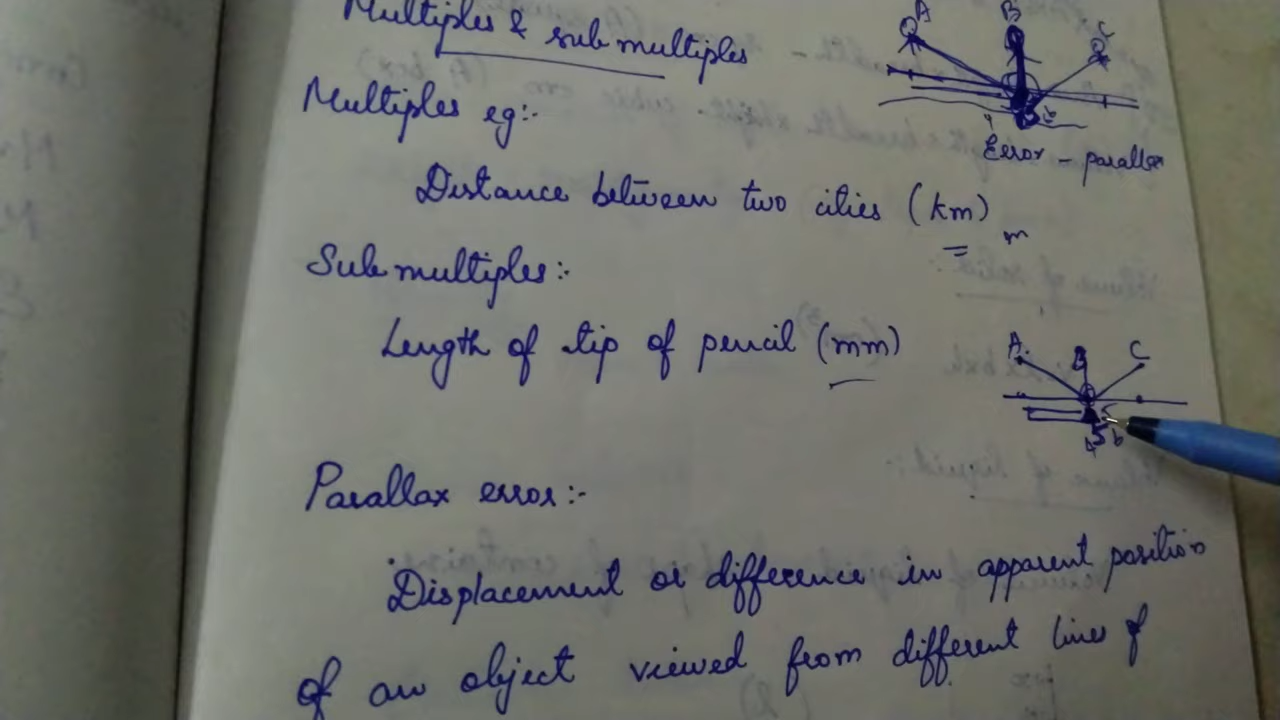 Multiples & sub multiples
A B C
Multiples eg:-
Error - parallax
Distance between two cities (km)
m
Sub multiples:-
Length of tip of pencil (mm)
A B C
b
Parallax error:-
Displacement or difference in apparent position
of an object viewed from different lines of